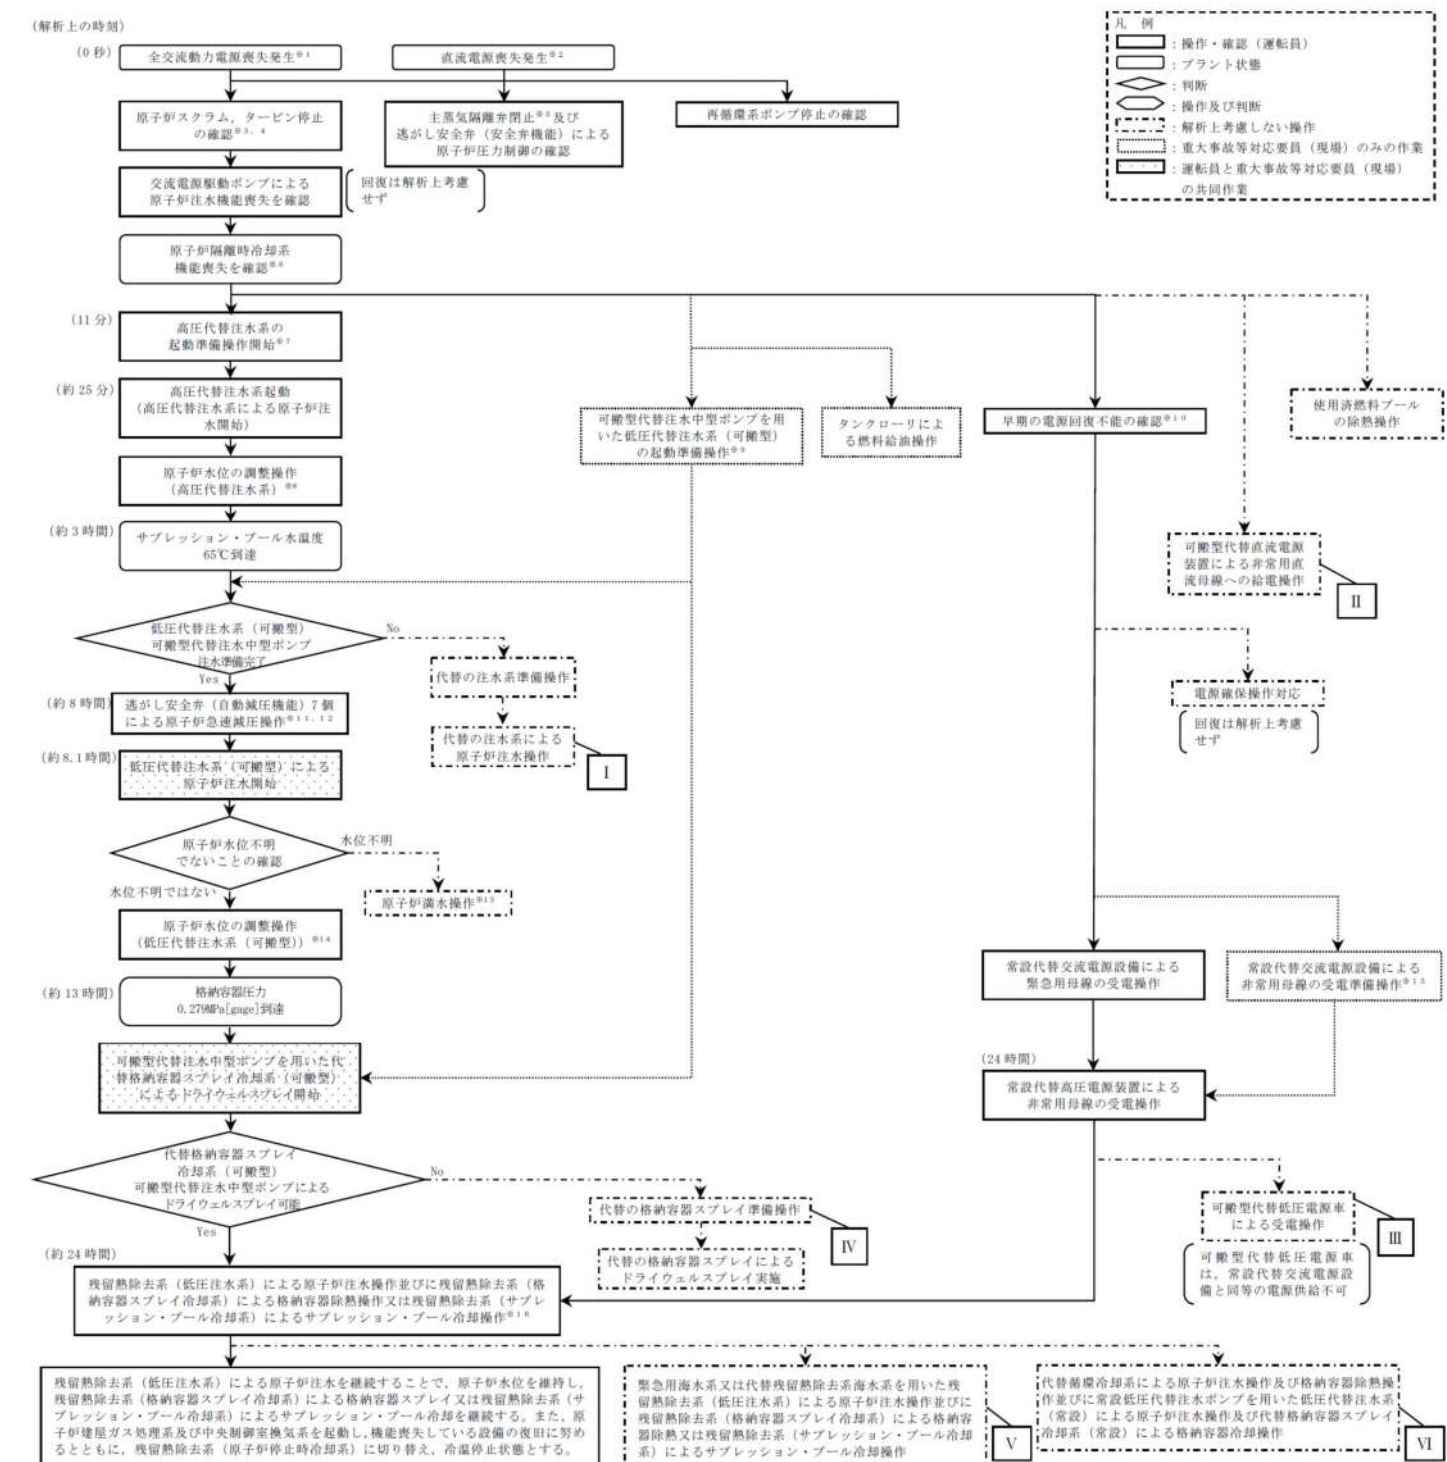 (解析上の時刻)
(0 秒)
全交流動力電源喪失発生※1
直流電源喪失発生※2
凡 例
：操作・確認（運転員）
：プラント状態
：判断
：操作及び判断
：解析上考慮しない操作
：重大事故等対応要員（現場）のみの作業
：運転員と重大事故等対応要員（現場）
の共同作業
原子炉スクラム，タービン停止
の確認※3，4
主蒸気隔離弁閉止※5及び
逃がし安全弁（安全弁機能）による
原子炉圧力制御の確認
再循環系ポンプ停止の確認
交流電源駆動ポンプによる
原子炉注水機能喪失を確認
回復は解析上考慮
せず
原子炉隔離時冷却系
機能喪失を確認※6
(11 分)
高圧代替注水系の
起動準備操作開始※7
(約 25 分)
高圧代替注水系起動
（高圧代替注水系による原子炉注
水開始）
可搬型代替注水中型ポンプを用
いた低圧代替注水系（可搬型）
の起動準備操作※9
タンクローリによ
る燃料給油操作
早期の電源回復不能の確認※10
使用済燃料プール
の除熱操作
原子炉水位の調整操作
（高圧代替注水系）※8
(約 3 時間)
サプレッション・プール水温度
65℃到達
可搬型代替直流電源
装置による非常用直
流母線への給電操作
Ⅱ
低圧代替注水系（可搬型）
可搬型代替注水中型ポンプ
注水準備完了
No
Yes
代替の注水系準備操作
電源確保操作対応
回復は解析上考慮
せず
(約 8 時間)
逃がし安全弁（自動減圧機能）7 個
による原子炉急速減圧操作※11，12
代替の注水系による
原子炉注水操作
Ⅰ
(約 8.1 時間)
低圧代替注水系（可搬型）による
原子炉注水開始
原子炉水位不明
でないことの確認
水位不明
水位不明ではない
原子炉満水操作※13
原子炉水位の調整操作
（低圧代替注水系（可搬型））※14
常設代替交流電源設備による
緊急用母線の受電操作
常設代替交流電源設備による
非常用母線の受電準備操作※15
(約 13 時間)
格納容器圧力
0.279MPa[gage]到達
可搬型代替注水中型ポンプを用いた代
替格納容器スプレイ冷却系（可搬型）
によるドライウェルスプレイ開始
(24 時間)
常設代替高圧電源装置による
非常用母線の受電操作
代替格納容器スプレイ
冷却系（可搬型）
可搬型代替注水中型ポンプによる
ドライウェルスプレイ可能
No
Yes
代替の格納容器スプレイ準備操作
Ⅳ
代替の格納容器スプレイによる
ドライウェルスプレイ実施
可搬型代替低圧電源車
による受電操作
Ⅲ
可搬型代替低圧電源車
は，常設代替交流電源設
備と同等の電源供給不可
(約 24 時間)
残留熱除去系（低圧注水系）による原子炉注水操作並びに残留熱除去系（格
納容器スプレイ冷却系）による格納容器除熱操作又は残留熱除去系（サプレ
ッション・プール冷却系）によるサプレッション・プール冷却操作※16
残留熱除去系（低圧注水系）による原子炉注水を継続することで，原子炉水位を維持し，
残留熱除去系（格納容器スプレイ冷却系）による格納容器スプレイ又は残留熱除去系（サ
プレッション・プール冷却系）によるサプレッション・プール冷却を継続する。また，原
子炉建屋ガス処理系及び中央制御室換気系を起動し，機能喪失している設備の復旧に努め
るとともに，残留熱除去系（原子炉停止時冷却系）に切り替え，冷温停止状態とする。
緊急用海水系又は代替残留熱除去系海水系を用いた残
留熱除去系（低圧注水系）による原子炉注水操作並びに
残留熱除去系（格納容器スプレイ冷却系）による格納容
器除熱又は残留熱除去系（サプレッション・プール冷却
系）によるサプレッション・プール冷却操作
Ⅴ
代替循環冷却系による原子炉注水操作及び格納容器除熱操
作並びに常設低圧代替注水ポンプを用いた低圧代替注水系
（常設）による原子炉注水操作及び代替格納容器スプレイ
冷却系（常設）による格納容器冷却操作
Ⅵ